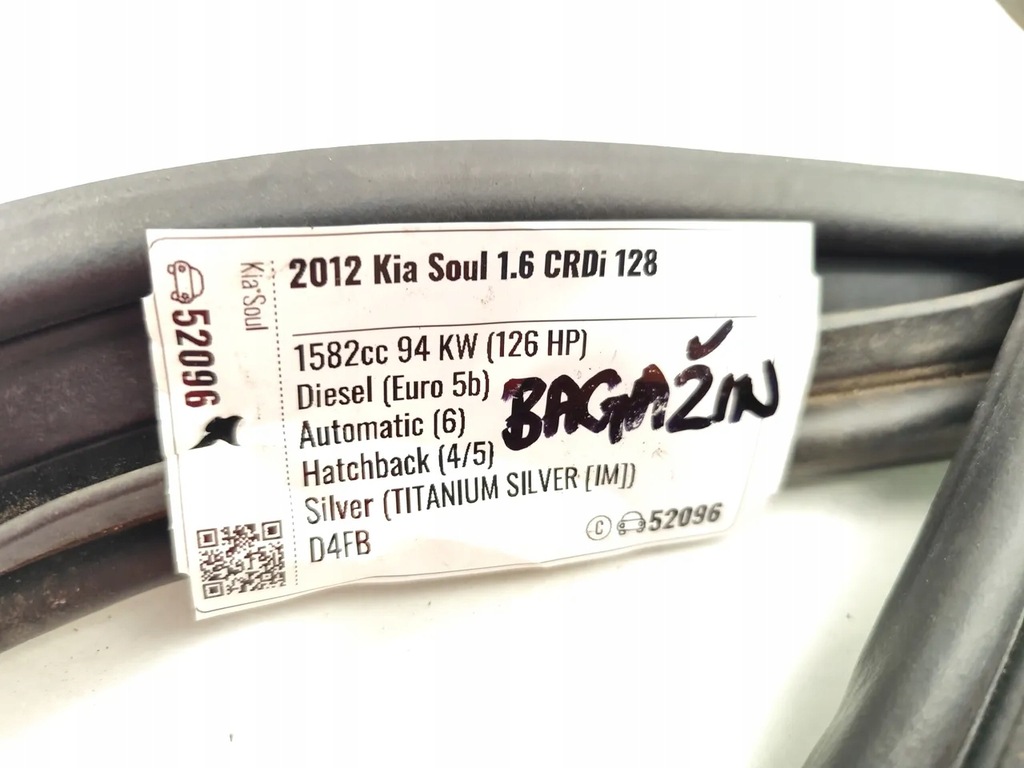 52096
Kia Soul
2012 Kia Soul 1.6 CRDi 128
1582cc 94 KW (126 HP)
Diesel (Euro 5b)
Automatic (6)
Hatchback (4/5)
Silver (TITANIUM SILVER [IM])
D4FB
BAGAŽIN
C 52096